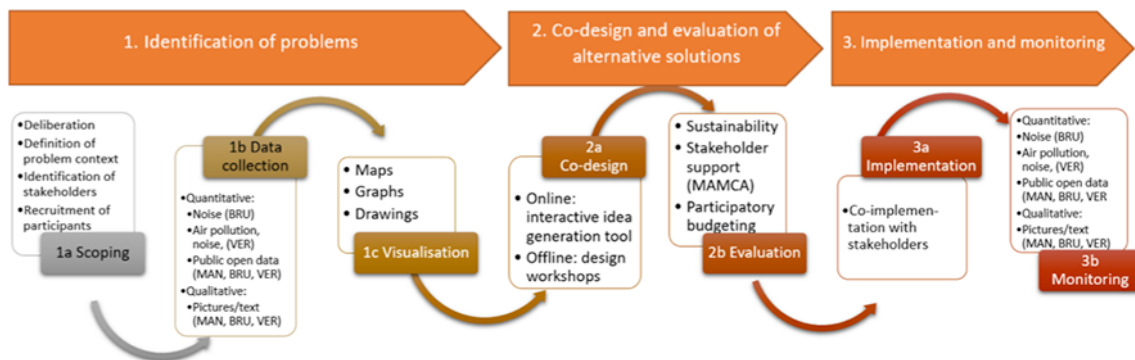 1. Identification of problems
2. Co-design and evaluation of
alternative solutions
3. Implementation and monitoring
•Deliberation
•Definition of
problem context
•Identification of
stakeholders
•Recruitment of
participants
1a Scoping
1b Data
collection
•Quantitative:
•Noise (BRU)
•Air pollution,
noise, (VER)
•Public open data
(MAN, BRU, VER)
•Qualitative:
•Pictures/text
(MAN, BRU, VER)
• Maps
• Graphs
• Drawings
1c Visualisation
2a
Co-design
• Online:
interactive idea
generation tool
• Offline: design
workshops
• Sustainability
• Stakeholder
support
(MAMCA)
• Participatory
budgeting
2b Evaluation
3a
Implementation
•Co-implemen-
tation with
stakeholders
•Quantitative:
•Noise (BRU)
•Air pollution,
noise, (VER)
•Public open data
(MAN, BRU, VER
•Qualitative:
•Pictures/text
(MAN, BRU, VER)
3b
Monitoring